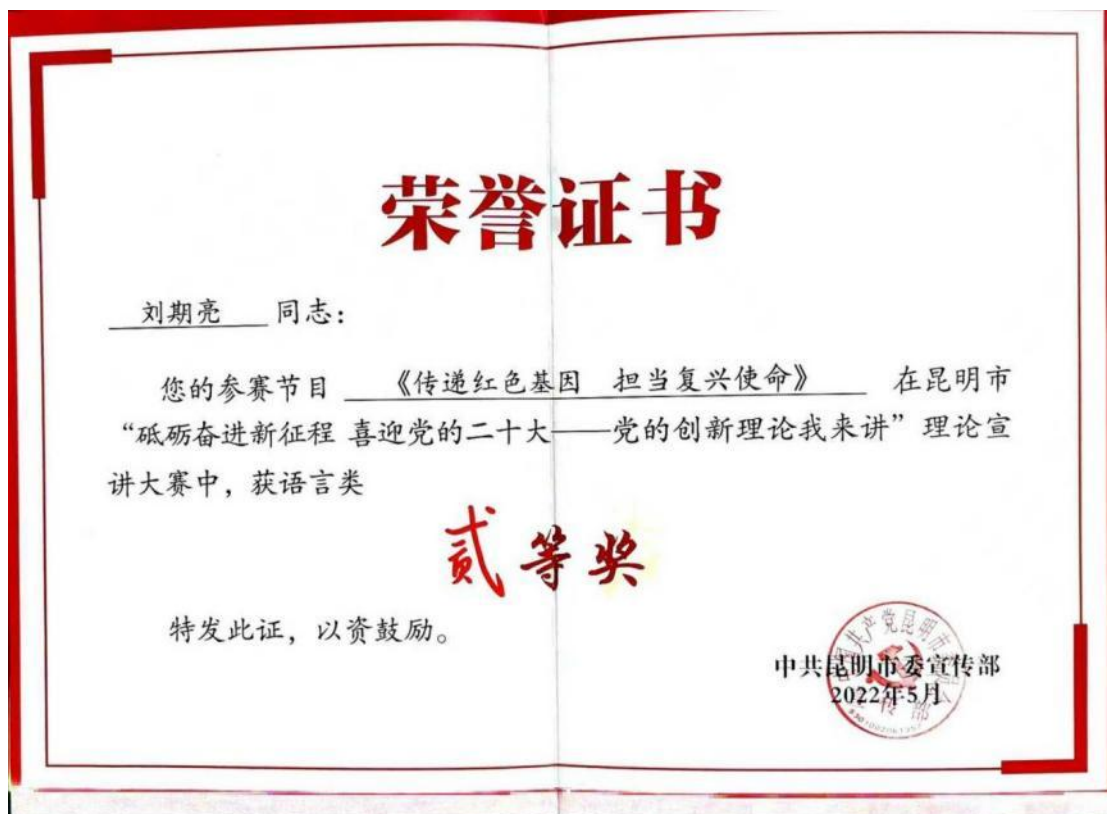 荣誉证书
刘期亮 同志：
您的参赛节目 《传递红色基因 担当复兴使命》 在昆明市
“砥砺奋进新征程 喜迎党的二十大——党的创新理论我来讲”理论宣
讲大赛中，获语言类
贰等奖
特发此证，以资鼓励。
中共昆明市委宣传部
2022年5月